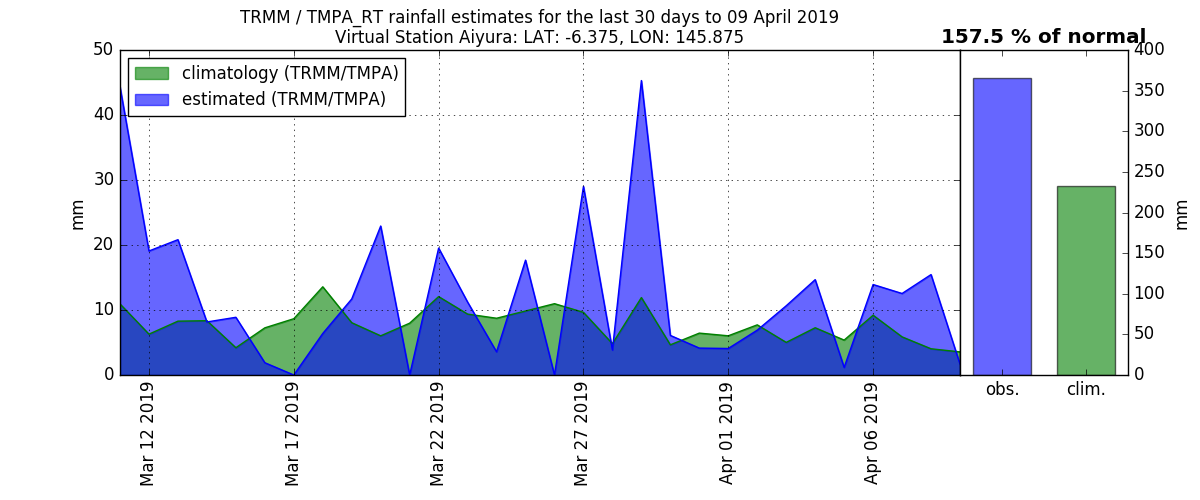 TRMM / TMPA_RT rainfall estimates for the last 30 days to 09 April 2019
Virtual Station Aiyura: LAT: -6.375, LON: 145.875
157.5 % of normal
climatology (TRMM/TMPA)
estimated (TRMM/TMPA)
50
40
30
20
10
0
mm
Mar 12 2019
Mar 17 2019
Mar 22 2019
Mar 27 2019
Apr 01 2019
Apr 06 2019
obs.
clim.
400
350
300
250
200
150
100
50
0
mm